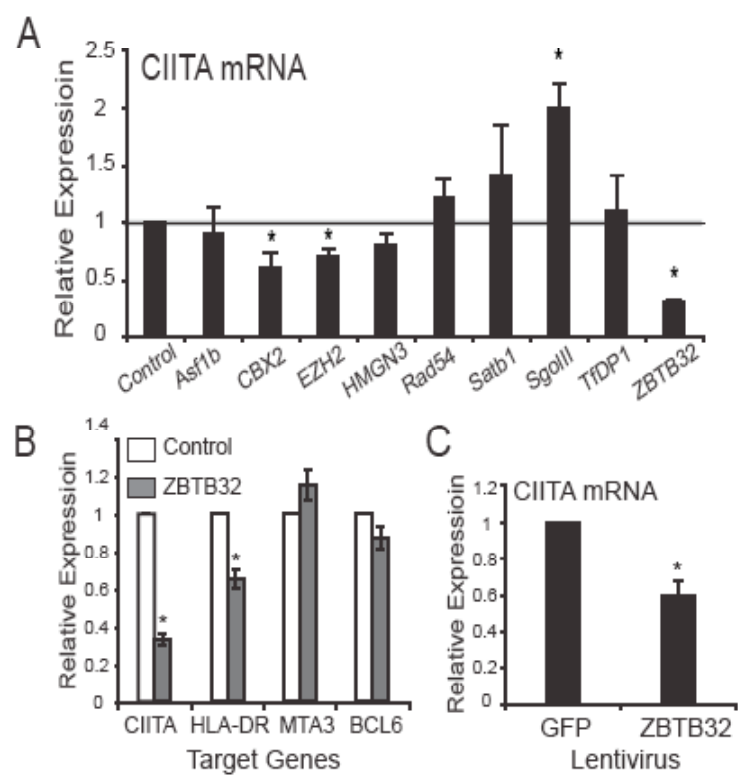 A
CIITA mRNA
Relative Expressioin
2.5
2
1.5
1
0.5
0
*
*
*
*
Control
Asf1b
CBX2
EZH2
HMGN3
Rad54
Satb1
SgolII
TfDP1
ZBTB32
B
Control
ZBTB32
Relative Expressioin
1.4
1.2
1
0.8
0.6
0.4
0.2
0
*
*
CIITA
HLA-DR
MTA3
BCL6
Target Genes
C
CIITA mRNA
Relative Expressioin
1.2
1
0.8
0.6
0.4
0.2
0
*
GFP
ZBTB32
Lentivirus